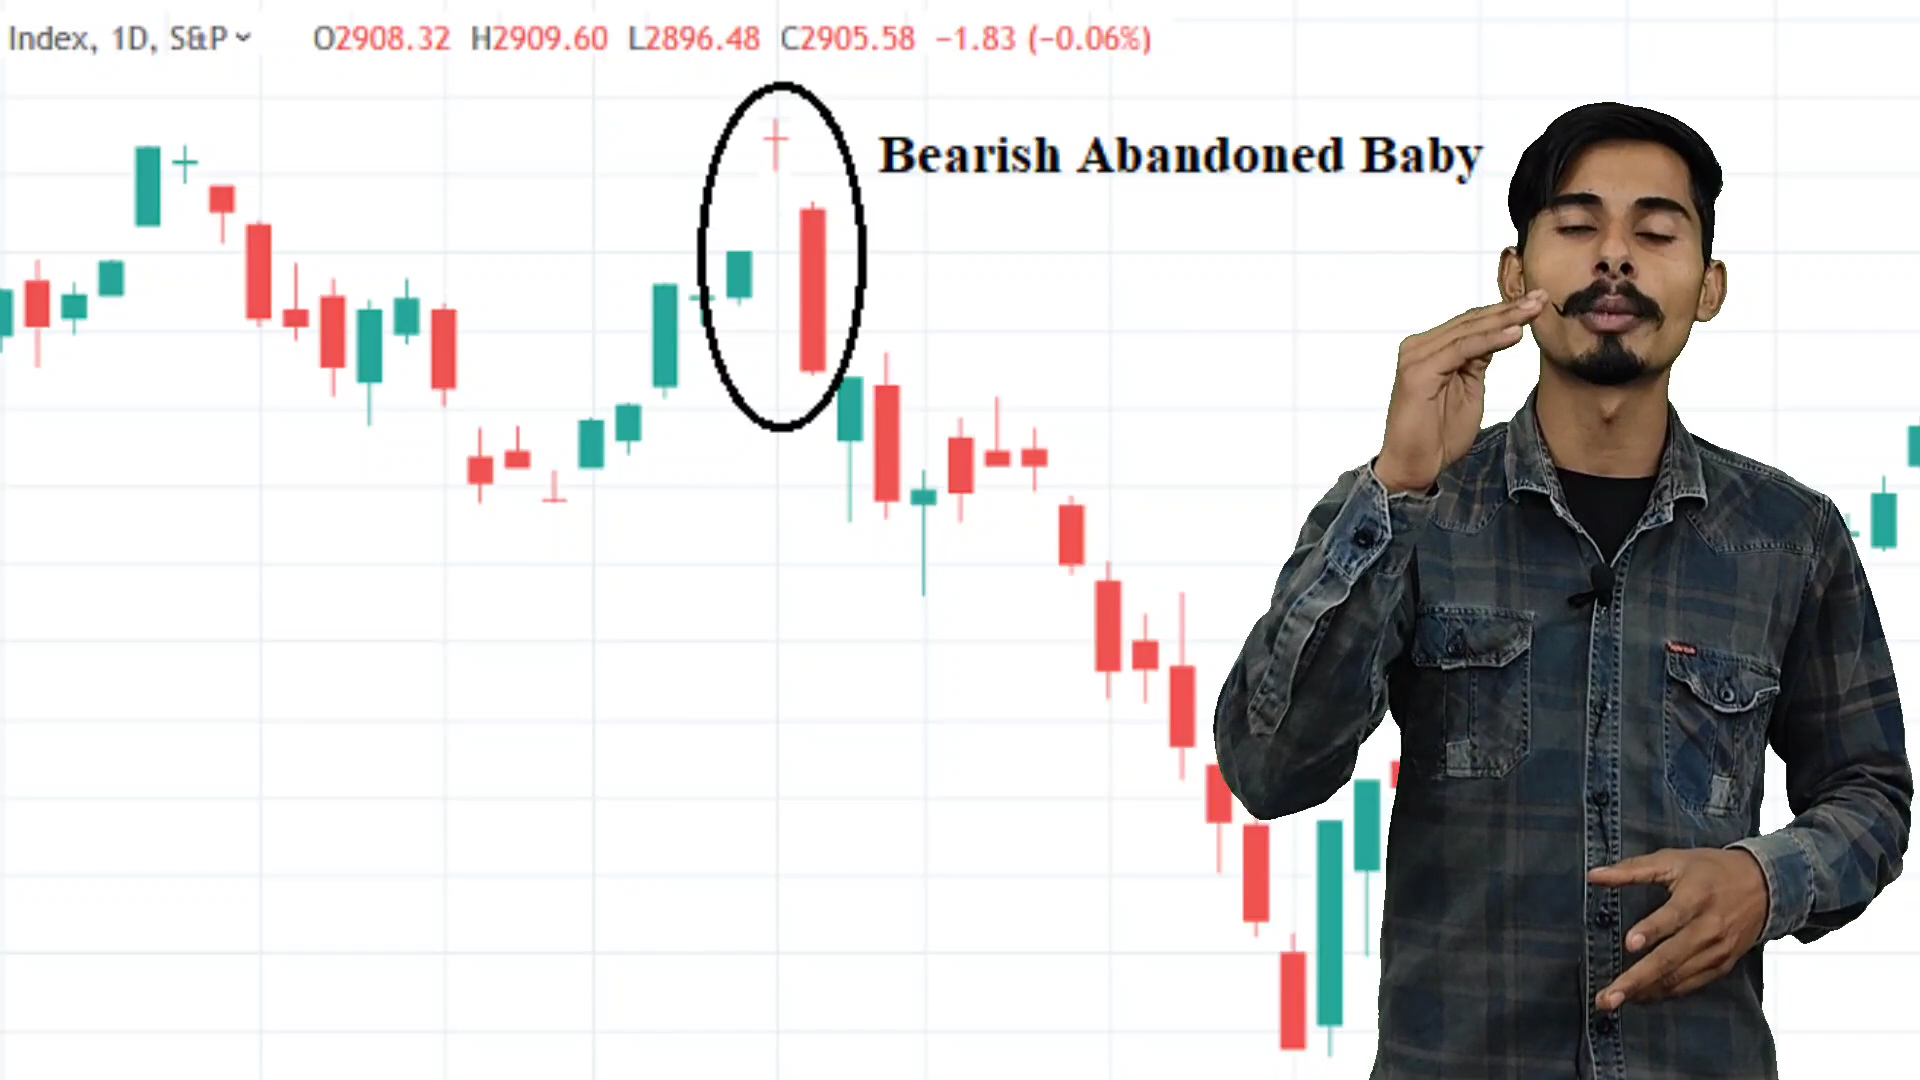 Index, 1D, S&P O2908.32 H2909.60 L2896.48 C2905.58 −1.83 (−0.06%)
Bearish Abandoned Baby